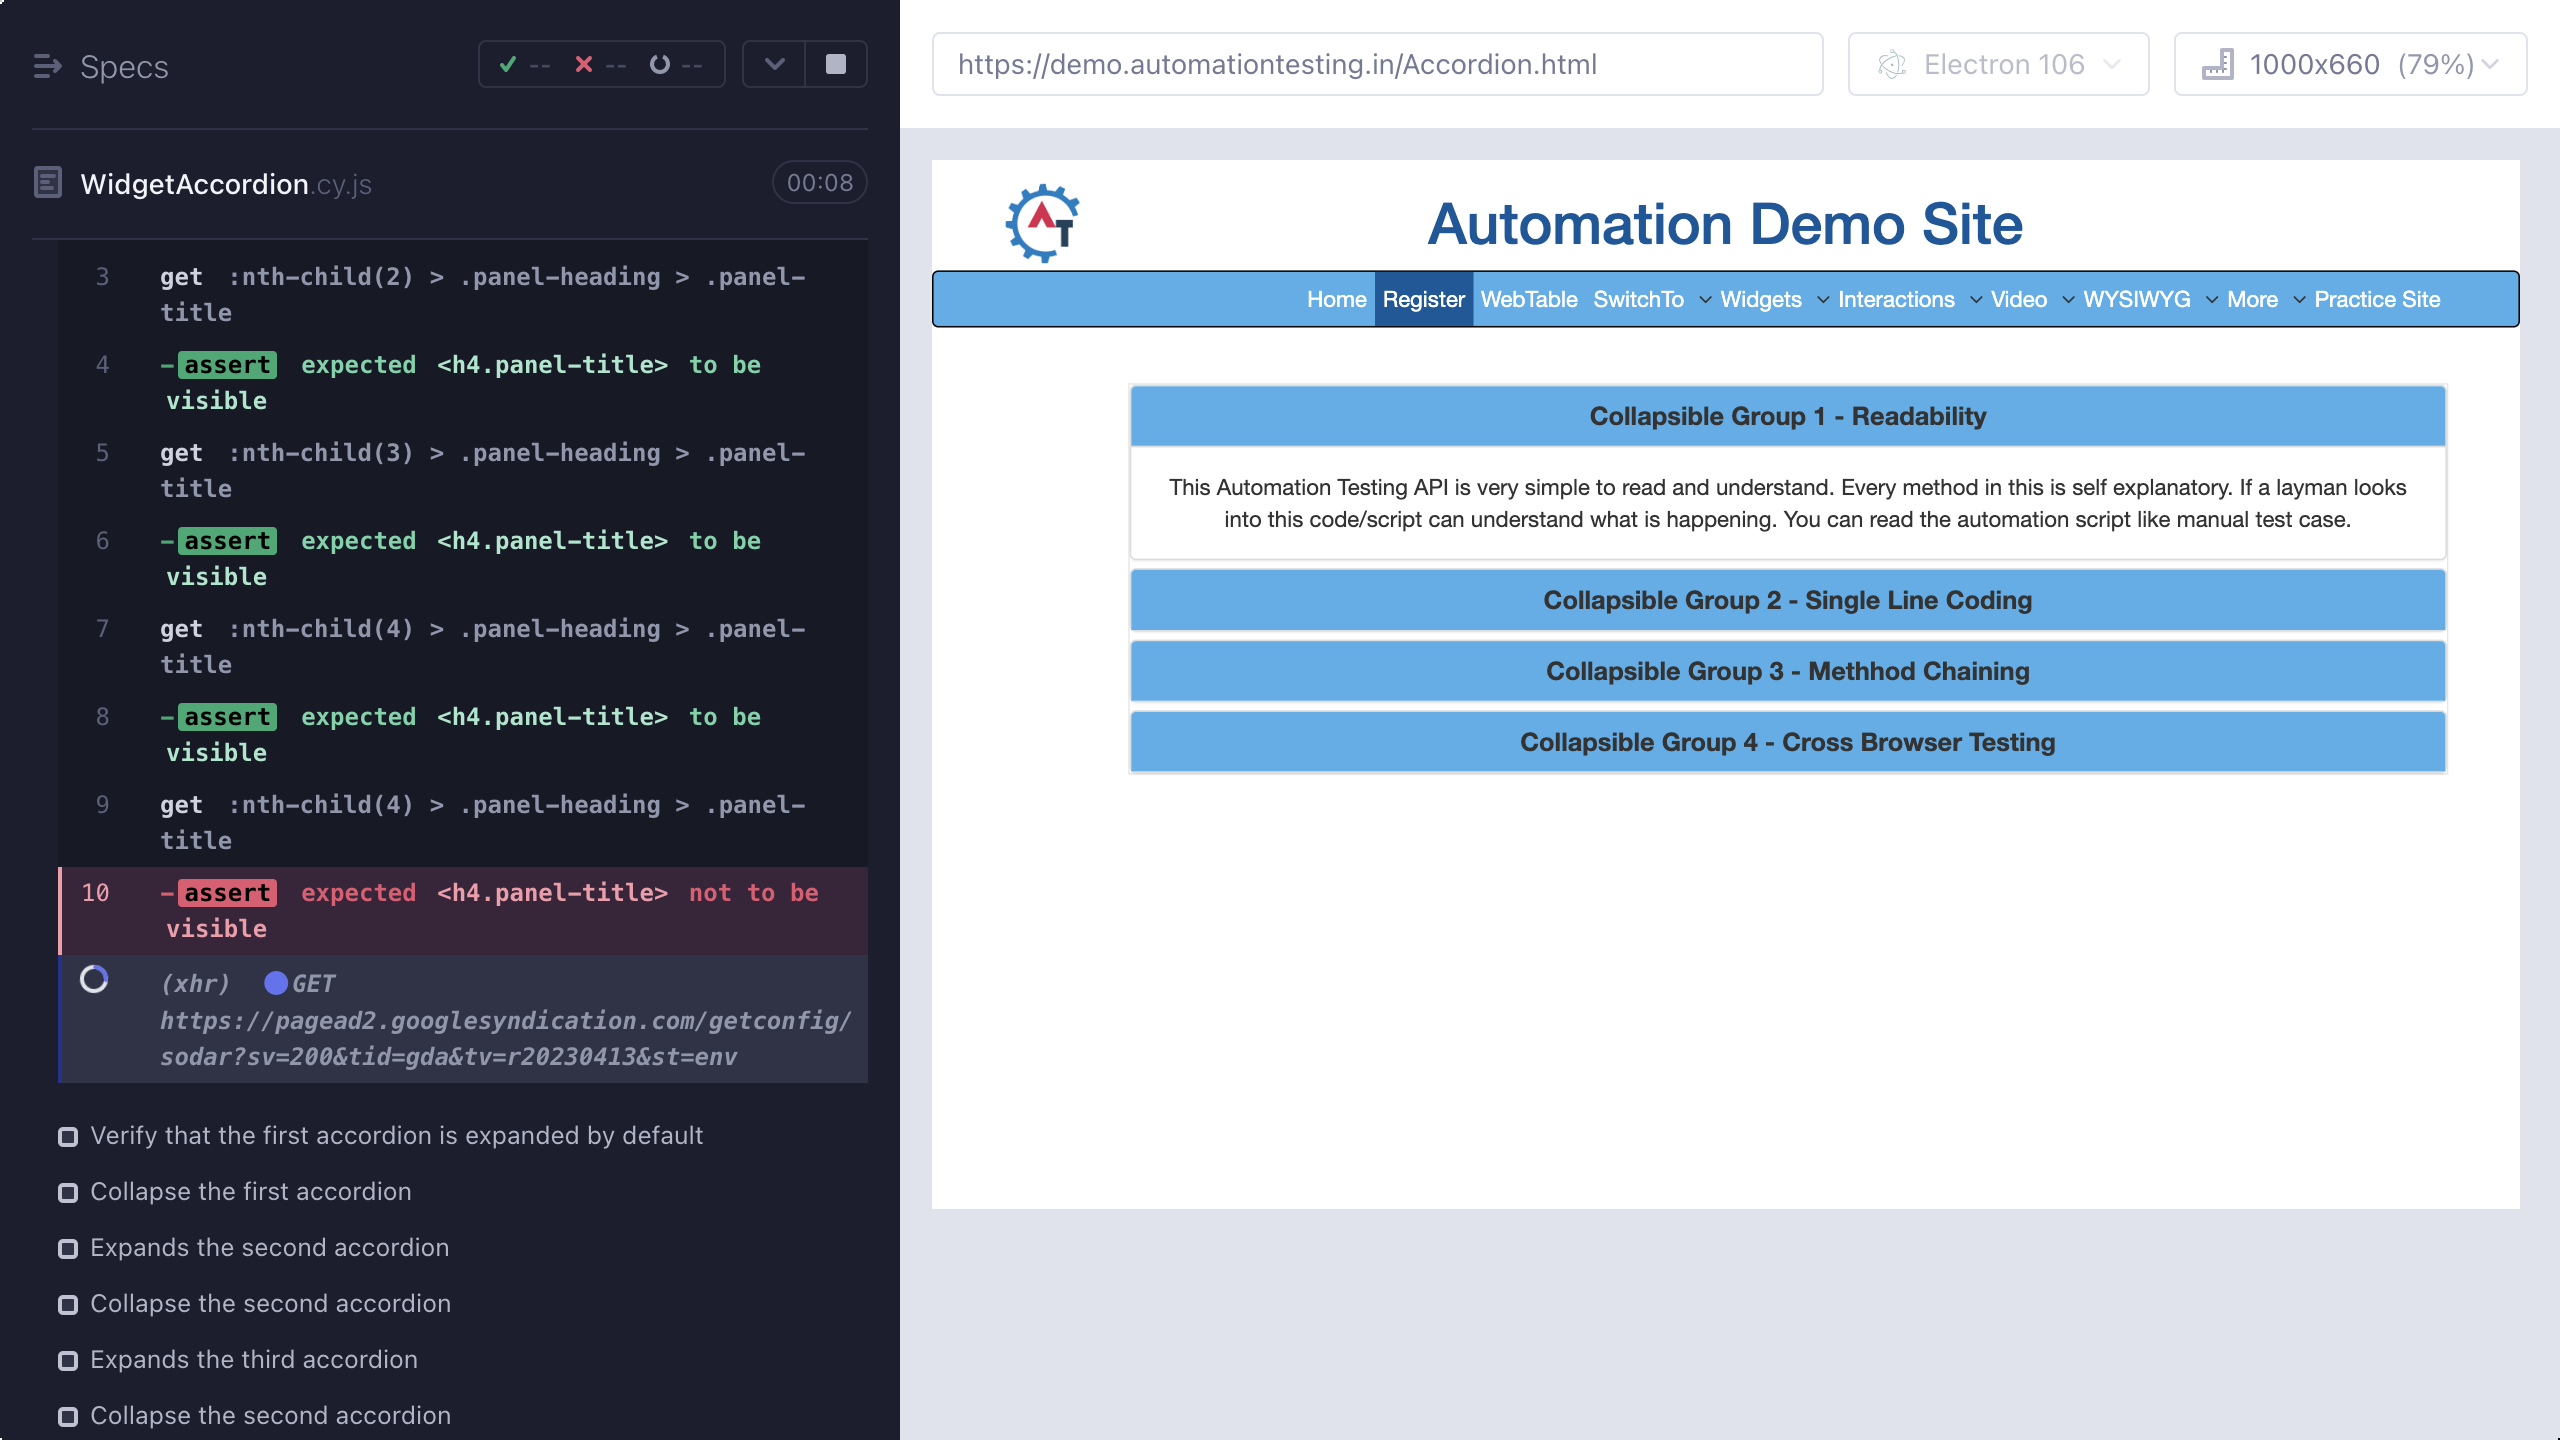 Specs
-- -- --
WidgetAccordion.cy.js
00:08
3 get :nth-child(2) > .panel-heading > .panel-
title
4 -assert expected <h4.panel-title> to be
visible
5 get :nth-child(3) > .panel-heading > .panel-
title
6 -assert expected <h4.panel-title> to be
visible
7 get :nth-child(4) > .panel-heading > .panel-
title
8 -assert expected <h4.panel-title> to be
visible
9 get :nth-child(4) > .panel-heading > .panel-
title
10 -assert expected <h4.panel-title> not to be
visible
(xhr) GET
https://pagead2.googlesyndication.com/getconfig/
sodar?sv=200&tid=gda&tv=r20230413&st=env
Verify that the first accordion is expanded by default
Collapse the first accordion
Expands the second accordion
Collapse the second accordion
Expands the third accordion
Collapse the second accordion
https://demo.automationtesting.in/Accordion.html
Electron 106
1000x660 (79%)
AT
Automation Demo Site
Home Register WebTable SwitchTo Widgets Interactions Video WYSIWYG More Practice Site
Collapsible Group 1 - Readability
This Automation Testing API is very simple to read and understand. Every method in this is self explanatory. If a layman looks
into this code/script can understand what is happening. You can read the automation script like manual test case.
Collapsible Group 2 - Single Line Coding
Collapsible Group 3 - Methhod Chaining
Collapsible Group 4 - Cross Browser Testing